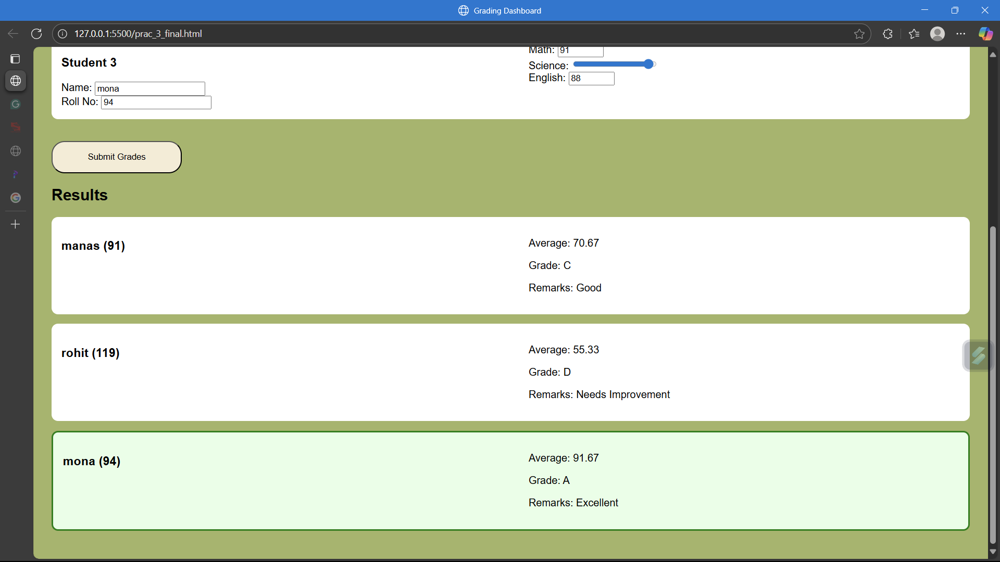 Grading Dashboard
127.0.0.1:5500/prac_3_final.html
Student 3
Name: mona
Roll No: 94
Math: 91
Science:
English: 88
Submit Grades
Results
manas (91)
Average: 70.67
Grade: C
Remarks: Good
rohit (119)
Average: 55.33
Grade: D
Remarks: Needs Improvement
mona (94)
Average: 91.67
Grade: A
Remarks: Excellent